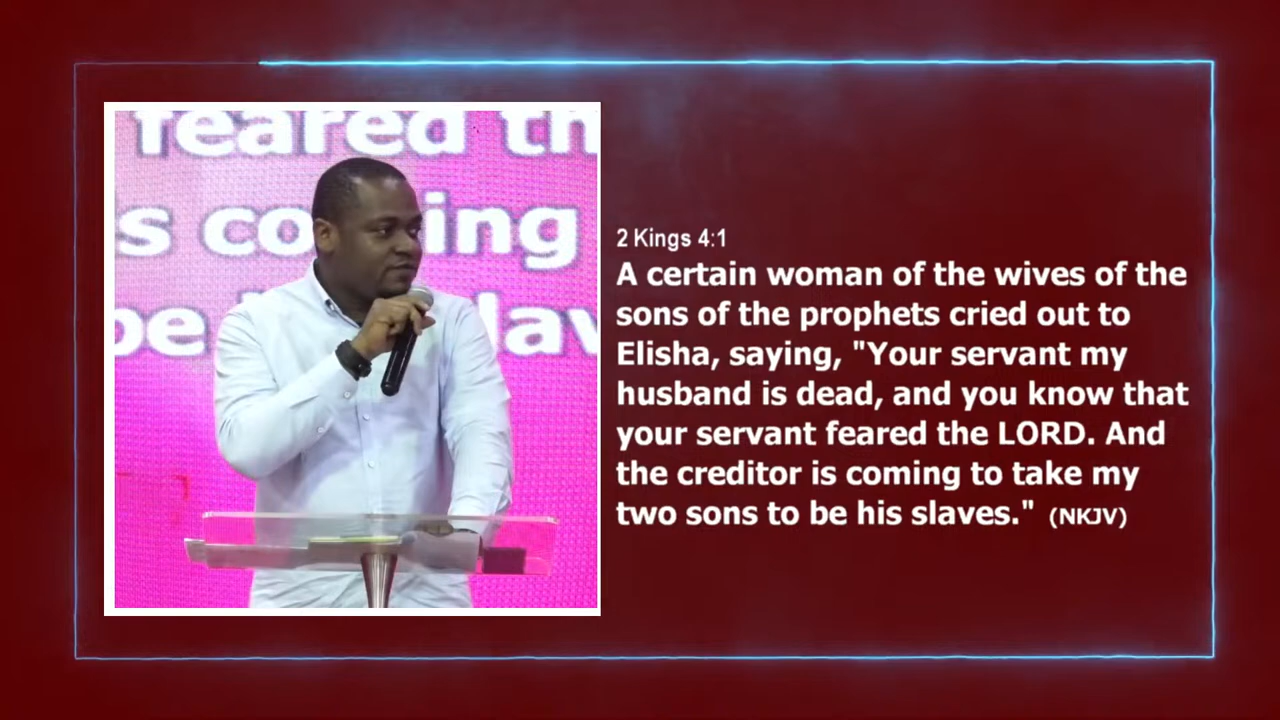 feared th
s co ing
be lav
2 Kings 4:1
A certain woman of the wives of the
sons of the prophets cried out to
Elisha, saying, "Your servant my
husband is dead, and you know that
your servant feared the LORD. And
the creditor is coming to take my
two sons to be his slaves." (NKJV)